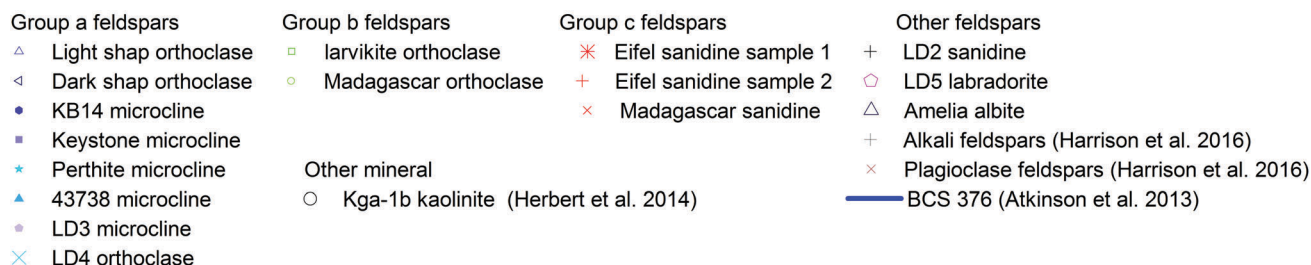 Group a feldspars
Light shap orthoclase
Dark shap orthoclase
KB14 microcline
Keystone microcline
Perthite microcline
43738 microcline
LD3 microcline
LD4 orthoclase
Group b feldspars
larvikite orthoclase
Madagascar orthoclase
Other mineral
Kga-1b kaolinite (Herbert et al. 2014)
Group c feldspars
Eifel sanidine sample 1
Eifel sanidine sample 2
Madagascar sanidine
Other feldspars
LD2 sanidine
LD5 labradorite
Amelia albite
Alkali feldspars (Harrison et al. 2016)
Plagioclase feldspars (Harrison et al. 2016)
BCS 376 (Atkinson et al. 2013)